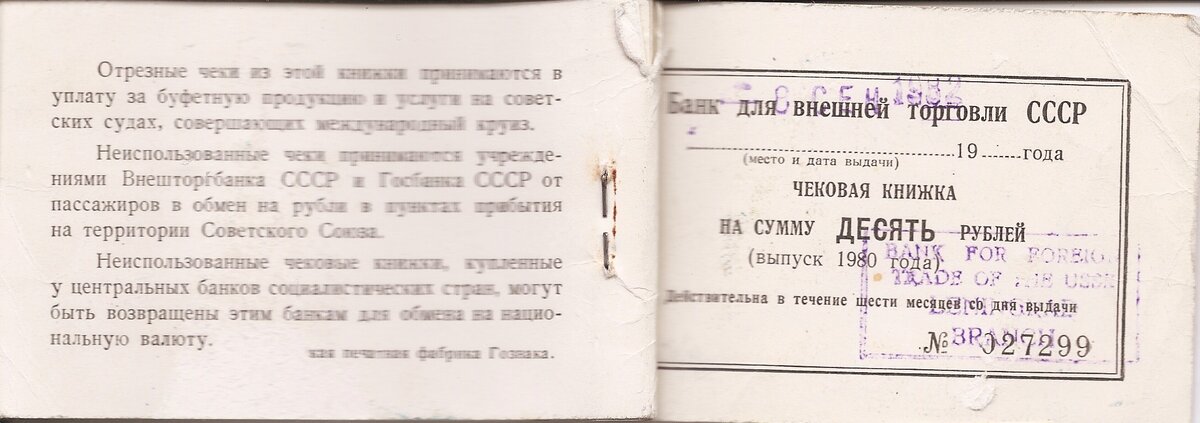 Отрезные чеки из этой книжки принимаются в
уплату за буфетную продукцию и услуги на совет-
ских судах, совершающих международный круиз.
Неиспользованные чеки принимаются учрежде-
ниями Внешторгбанка СССР и Госбанка СССР от
пассажиров в обмен на рубли в пунктах прибытия
на территории Советского Союза.
Неиспользованные чековые книжки, купленные
у центральных банков социалистических стран, могут
быть возвращены этим банкам для обмена на нацио-
нальную валюту.
кая печатная фабрика Гознака.
СЕН 1982
Банк для внешней торговли СССР
19 года
(место и дата выдачи)
ЧЕКОВАЯ КНИЖКА
НА СУММУ ДЕСЯТЬ РУБЛЕЙ
(выпуск 1980 года)
BANK FOR FOREIGN
TRADE OF THE USSR
Действительна в течение шести месяцев со дня выдачи
BRANCH
№ 027299